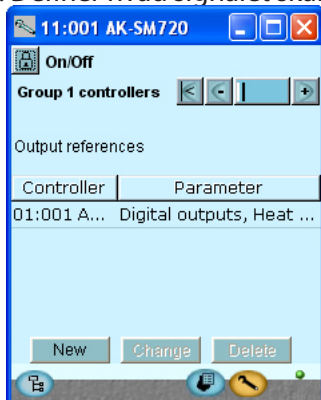 11:001 AK-SM720
On/Off
Group 1 controllers
Output references
Controller Parameter
01:001 A... Digital outputs, Heat ...
New Change Delete